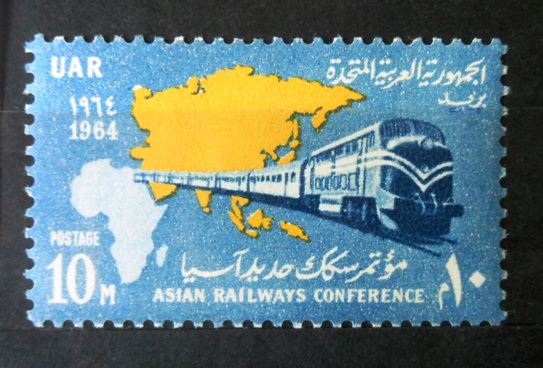 UAR
الجمهورية العربية المتحدة
١٩٦٤
بريد
1964
POSTAGE
مؤتمر سكك حديد آسيا
10 M
ASIAN RAILWAYS CONFERENCE
١٠ م